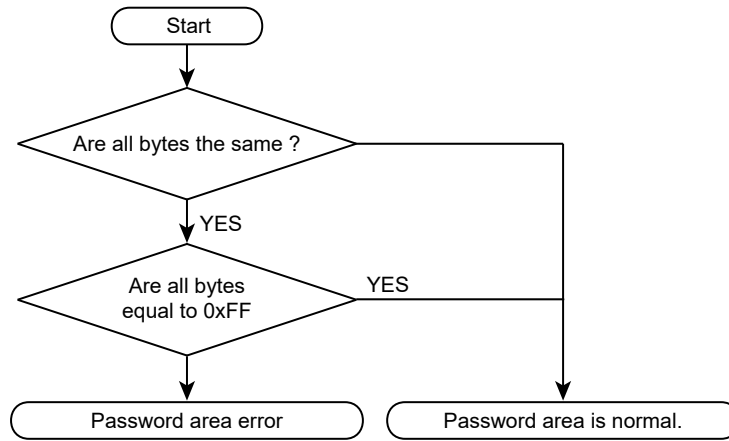 Start
Are all bytes the same ?
YES
Are all bytes
equal to 0xFF
YES
Password area error
Password area is normal.